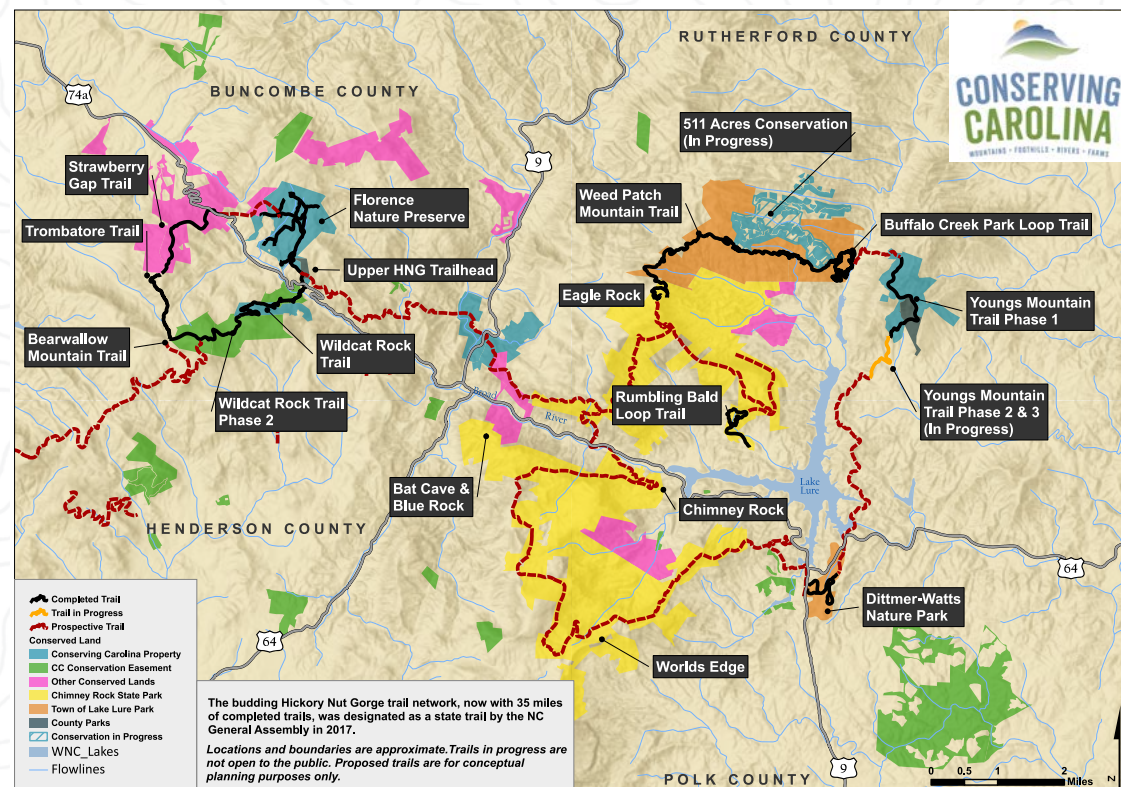 RUTHERFORD COUNTY
BUNCOMBE COUNTY
CONSERVING
CAROLINA
MOUNTAINS • FOOTHILLS • RIVERS • FARMS
74a
9
511 Acres Conservation
(In Progress)
Strawberry
Gap Trail
Florence
Nature Preserve
Weed Patch
Mountain Trail
Trombatore Trail
Buffalo Creek Park Loop Trail
Upper HNG Trailhead
Eagle Rock
Youngs Mountain
Trail Phase 1
Bearwallow
Mountain Trail
Wildcat Rock
Trail
Wildcat Rock Trail
Phase 2
Broad
River
Rumbling Bald
Loop Trail
Youngs Mountain
Trail Phase 2 & 3
(In Progress)
Bat Cave &
Blue Rock
Lake
Lure
Chimney Rock
HENDERSON COUNTY
64
Dittmer-Watts
Nature Park
64
Worlds Edge
Completed Trail
Trail in Progress
Prospective Trail
Conserved Land
Conserving Carolina Property
CC Conservation Easement
Other Conserved Lands
Chimney Rock State Park
Town of Lake Lure Park
County Parks
Conservation in Progress
WNC_Lakes
Flowlines
The budding Hickory Nut Gorge trail network, now with 35 miles
of completed trails, was designated as a state trail by the NC
General Assembly in 2017.
Locations and boundaries are approximate.Trails in progress are
not open to the public. Proposed trails are for conceptual
planning purposes only.
POLK COUNTY
9
0 0.5 1 2
Miles
N